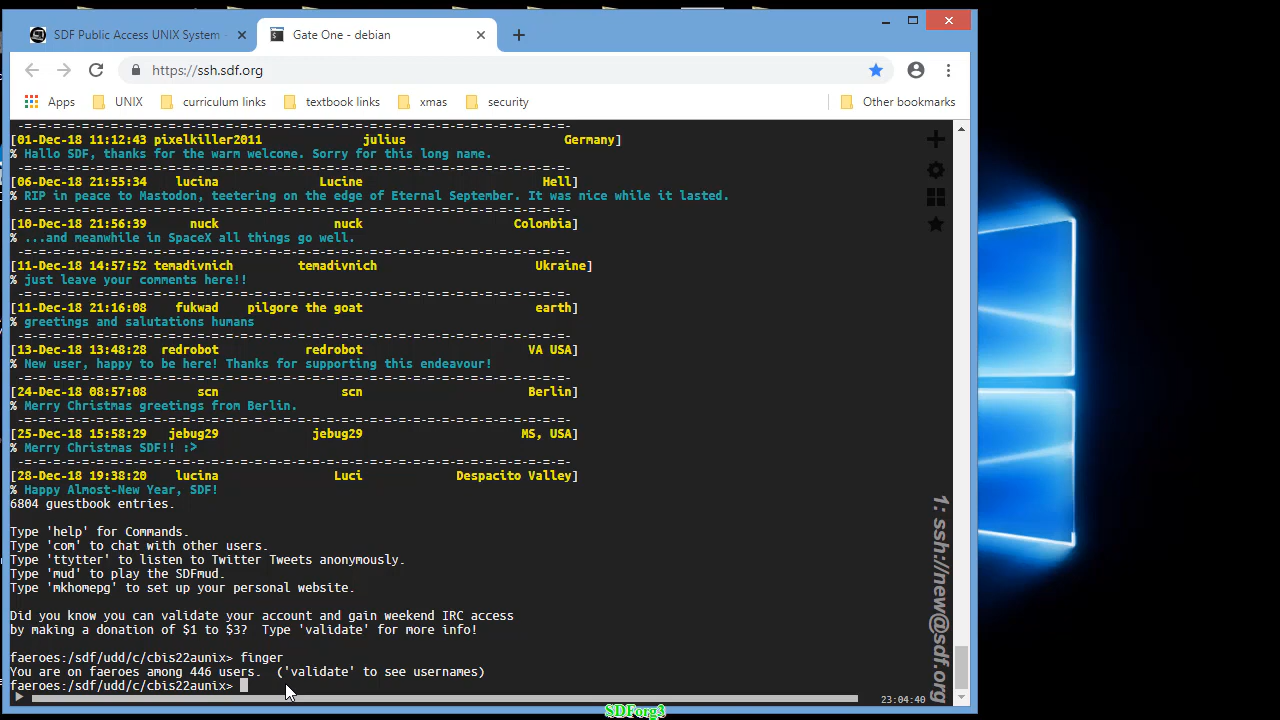 SDF Public Access UNIX System -
Gate One - debian
https://ssh.sdf.org
Apps UNIX curriculum links textbook links xmas security Other bookmarks
-=-=-=-=-=-=-=-=-=-=-=-=-=-=-=-=-=-=-=-=-=-=-=-=-=-=-=-=-=-=-=-=-=-=-=-=-=-
[01-Dec-18 11:12:43 pixelkiller2011 julius Germany]
% Hallo SDF, thanks for the warm welcome. Sorry for this long name.
-=-=-=-=-=-=-=-=-=-=-=-=-=-=-=-=-=-=-=-=-=-=-=-=-=-=-=-=-=-=-=-=-=-=-=-=-=-
[06-Dec-18 21:55:34 lucina Lucine Hell]
% RIP in peace to Mastodon, teetering on the edge of Eternal September. It was nice while it lasted.
-=-=-=-=-=-=-=-=-=-=-=-=-=-=-=-=-=-=-=-=-=-=-=-=-=-=-=-=-=-=-=-=-=-=-=-=-=-
[10-Dec-18 21:56:39 nuck nuck Colombia]
% ...and meanwhile in SpaceX all things go well.
-=-=-=-=-=-=-=-=-=-=-=-=-=-=-=-=-=-=-=-=-=-=-=-=-=-=-=-=-=-=-=-=-=-=-=-=-=-
[11-Dec-18 14:57:52 temadivnich temadivnich Ukraine]
% just leave your comments here!!
-=-=-=-=-=-=-=-=-=-=-=-=-=-=-=-=-=-=-=-=-=-=-=-=-=-=-=-=-=-=-=-=-=-=-=-=-=-
[11-Dec-18 21:16:08 fukwad pilgore the goat earth]
% greetings and salutations humans
-=-=-=-=-=-=-=-=-=-=-=-=-=-=-=-=-=-=-=-=-=-=-=-=-=-=-=-=-=-=-=-=-=-=-=-=-=-
[13-Dec-18 13:48:28 redrobot redrobot VA USA]
% New user, happy to be here! Thanks for supporting this endeavour!
-=-=-=-=-=-=-=-=-=-=-=-=-=-=-=-=-=-=-=-=-=-=-=-=-=-=-=-=-=-=-=-=-=-=-=-=-=-
[24-Dec-18 08:57:08 scn scn Berlin]
% Merry Christmas greetings from Berlin.
-=-=-=-=-=-=-=-=-=-=-=-=-=-=-=-=-=-=-=-=-=-=-=-=-=-=-=-=-=-=-=-=-=-=-=-=-=-
[25-Dec-18 15:58:29 jebug29 jebug29 MS, USA]
% Merry Christmas SDF!! :>
-=-=-=-=-=-=-=-=-=-=-=-=-=-=-=-=-=-=-=-=-=-=-=-=-=-=-=-=-=-=-=-=-=-=-=-=-=-
[28-Dec-18 19:38:20 lucina Luci Despacito Valley]
% Happy Almost-New Year, SDF!
6804 guestbook entries.
Type 'help' for Commands.
Type 'com' to chat with other users.
Type 'ttytter' to listen to Twitter Tweets anonymously.
Type 'mud' to play the SDFmud.
Type 'mkhomepg' to set up your personal website.
Did you know you can validate your account and gain weekend IRC access
by making a donation of $1 to $3? Type 'validate' for more info!
faeroes:/sdf/udd/c/cbis22aunix> finger
You are on faeroes among 446 users. ('validate' to see usernames)
faeroes:/sdf/udd/c/cbis22aunix>
1: ssh://new@sdf.org
23:04:40
SDForg3